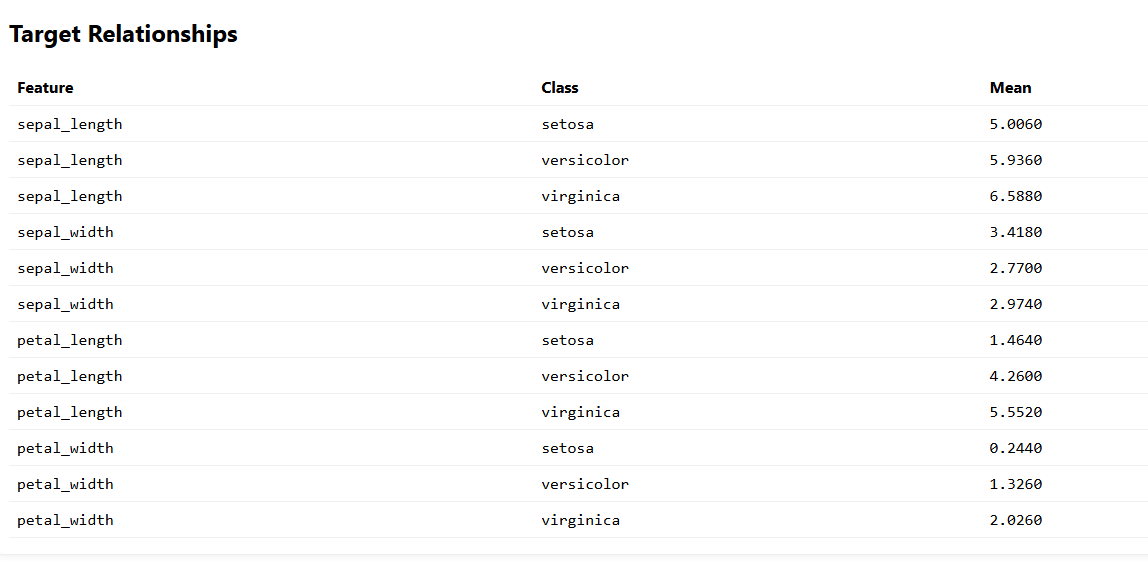 Target Relationships
Feature Class Mean
sepal_length setosa 5.0060
sepal_length versicolor 5.9360
sepal_length virginica 6.5880
sepal_width setosa 3.4180
sepal_width versicolor 2.7700
sepal_width virginica 2.9740
petal_length setosa 1.4640
petal_length versicolor 4.2600
petal_length virginica 5.5520
petal_width setosa 0.2440
petal_width versicolor 1.3260
petal_width virginica 2.0260